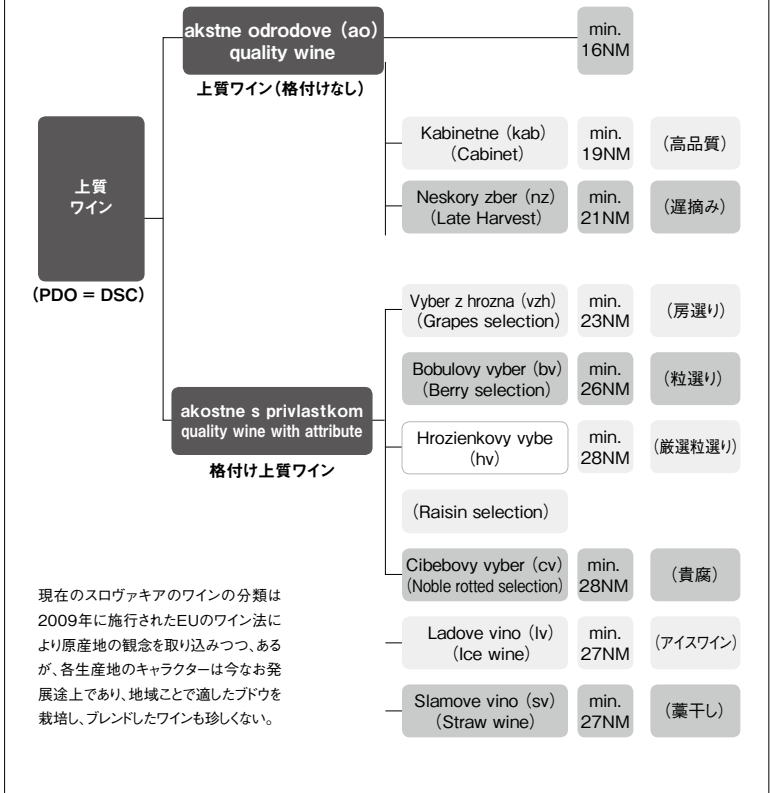 akstne odrodove (ao)
quality wine
min.
16NM
上質ワイン(格付けなし)
上質
ワイン
(PDO = DSC)
Kabinetne (kab)
(Cabinet)
min.
19NM
(高品質)
Neskory zber (nz)
(Late Harvest)
min.
21NM
(遅摘み)
Vyber z hrozna (vzh)
(Grapes selection)
min.
23NM
(房選り)
Bobulovy vyber (bv)
(Berry selection)
min.
26NM
(粒選り)
akostne s privlastkom
quality wine with attribute
格付け上質ワイン
Hrozienkovy vybe
(hv)
min.
28NM
(厳選粒選り)
(Raisin selection)
Cibebovy vyber (cv)
(Noble rotted selection)
min.
28NM
(貴腐)
Ladove vino (lv)
(Ice wine)
min.
27NM
(アイスワイン)
Slamove vino (sv)
(Straw wine)
min.
27NM
(藁干し)
現在のスロヴァキアのワインの分類は
2009年に施行されたEUのワイン法に
より原産地の観念を取り込みつつ、ある
が、各生産地のキャラクターは今なお発
展途上であり、地域ことで適したブドウを
栽培し、ブレンドしたワインも珍しくない。